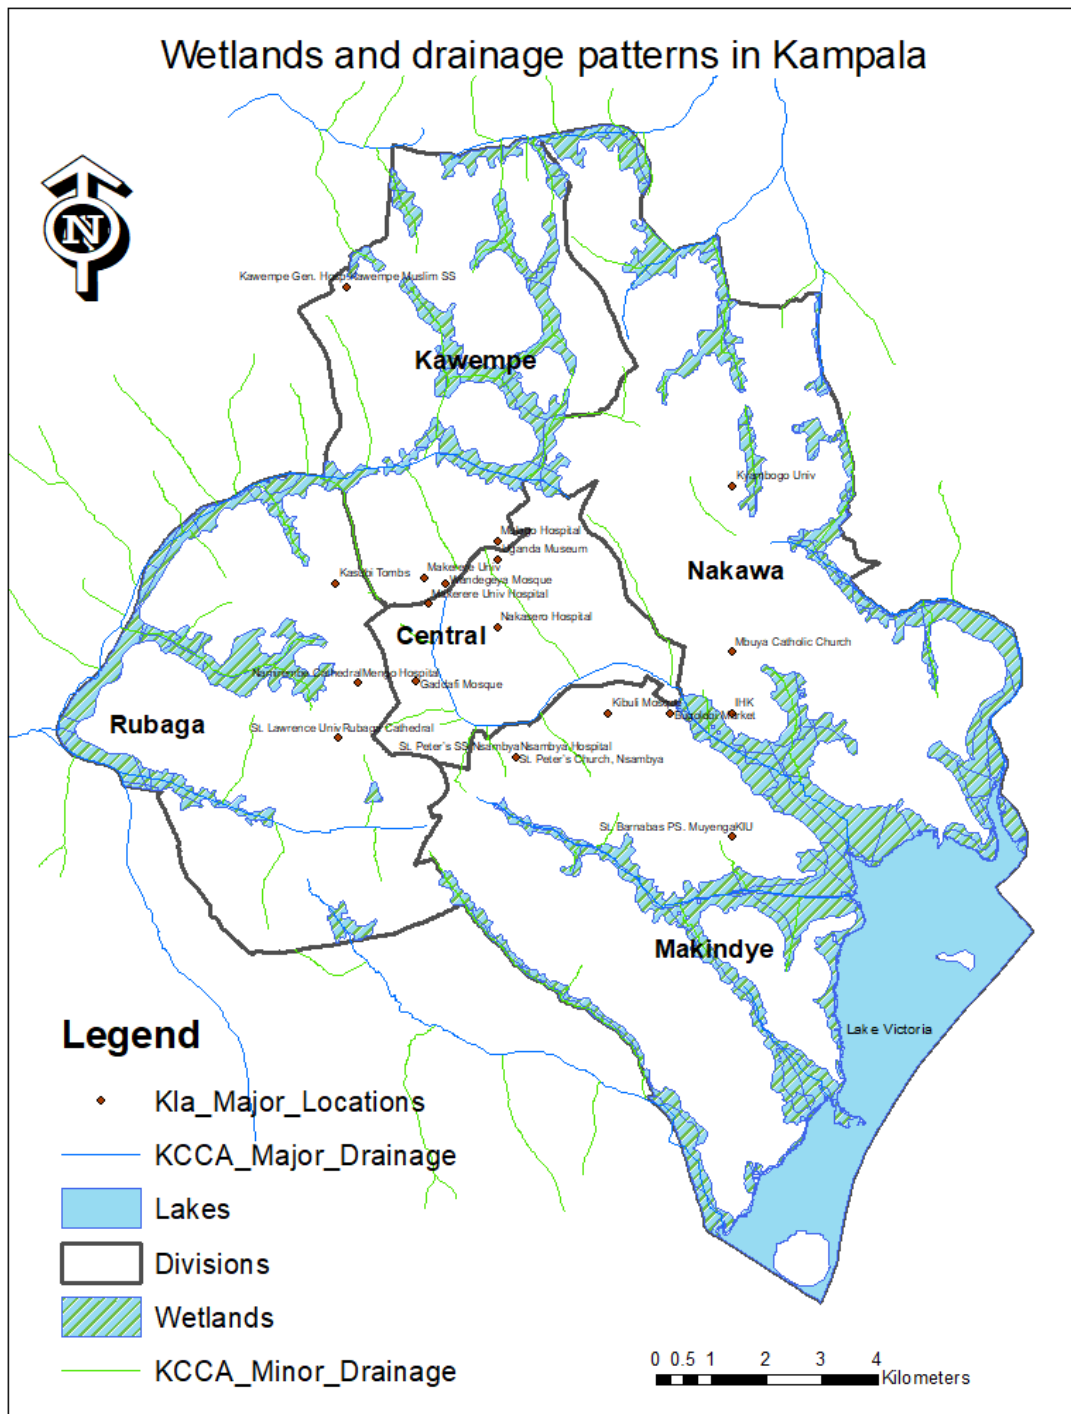 Wetlands and drainage patterns in Kampala
N
Kawempe Gen. Hosp Kawempe Muslim SS
Kawempe
Kyambogo Univ
Mulago Hospital
Uganda Museum
Makerere Univ
Kasubi Tombs
Wandegeya Mosque
Makerere Univ Hospital
Nakawa
Nakasero Hospital
Central
Mbuya Catholic Church
Namirembe Cathedral Mengo Hospital
Gaddafi Mosque
Kibuli Mosque
IHK
Bugolobi Market
Rubaga
St. Lawrence Univ Rubaga Cathedral
St. Peter's SS Nsambya Nsambya Hospital
St. Peter's Church, Nsambya
St. Barnabas PS. Muyenga KIU
Makindye
Lake Victoria
Legend
Kla_Major_Locations
KCCA_Major_Drainage
Lakes
Divisions
Wetlands
KCCA_Minor_Drainage
0 0.5 1 2 3 4
Kilometers